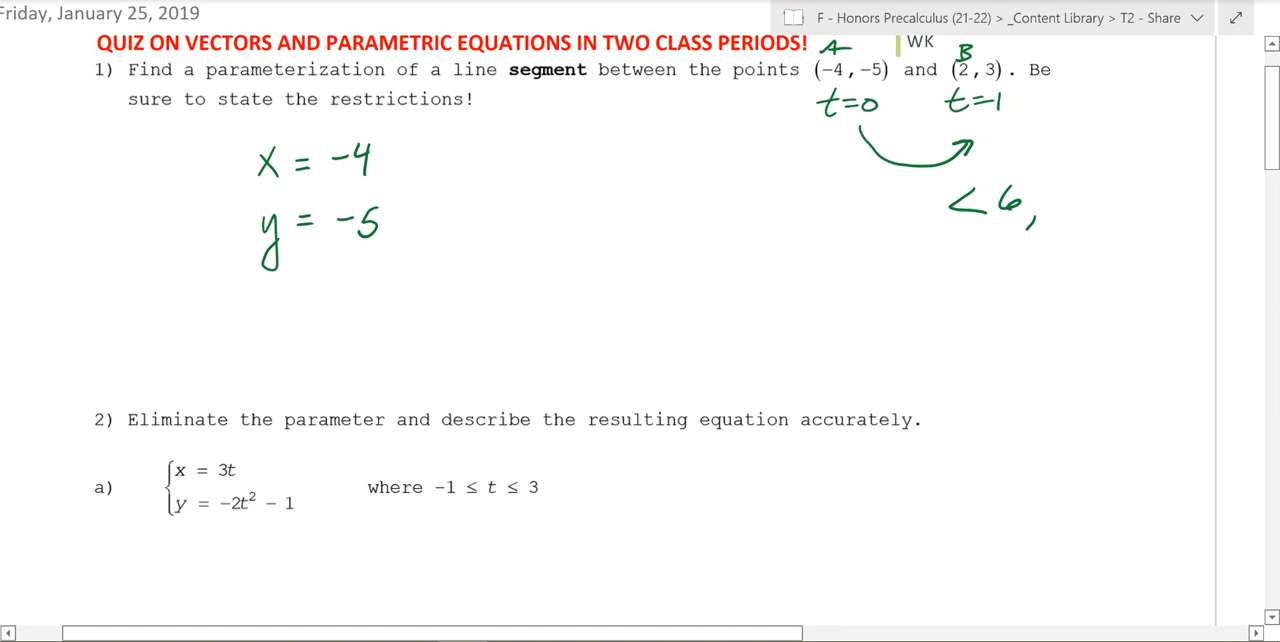 Friday, January 25, 2019
F - Honors Precalculus (21-22) > _Content Library > T2 - Share
QUIZ ON VECTORS AND PARAMETRIC EQUATIONS IN TWO CLASS PERIODS!
WK
A B
1) Find a parameterization of a line segment between the points (−4, −5) and (2, 3). Be
sure to state the restrictions!
t=0 t=1
x = -4
y = -5
<6,
2) Eliminate the parameter and describe the resulting equation accurately.
a) {x = 3t
y = −2t² − 1 where −1 ≤ t ≤ 3